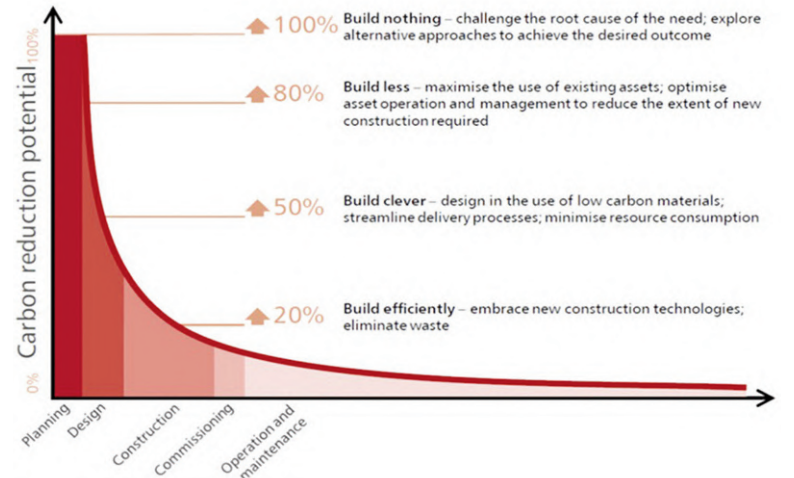 100%
Build nothing – challenge the root cause of the need; explore
alternative approaches to achieve the desired outcome
80%
Build less – maximise the use of existing assets; optimise
asset operation and management to reduce the extent of new
construction required
50%
Build clever – design in the use of low carbon materials;
streamline delivery processes; minimise resource consumption
20%
Build efficiently – embrace new construction technologies;
eliminate waste
Carbon reduction potential
100%
0%
Planning
Design
Construction
Commissioning
Operation and
maintenance